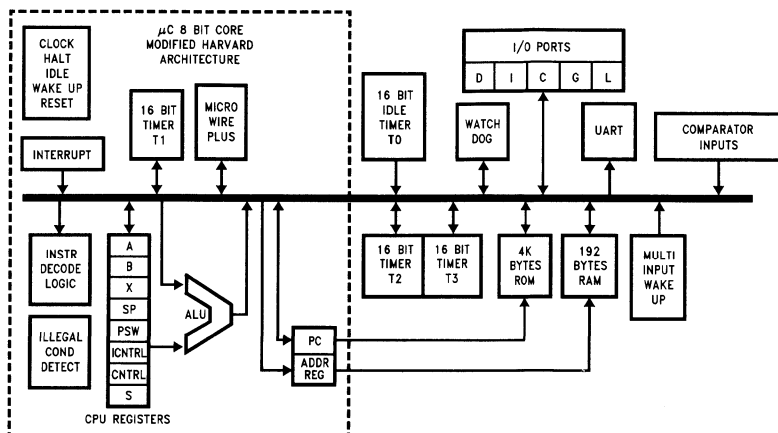 μC 8 BIT CORE
MODIFIED HARVARD
ARCHITECTURE
CLOCK
HALT
IDLE
WAKE UP
RESET
INTERRUPT
16 BIT
TIMER
T1
MICRO
WIRE
PLUS
16 BIT
IDLE
TIMER
T0
WATCH
DOG
I/O PORTS
D I C G L
UART
COMPARATOR
INPUTS
INSTR
DECODE
LOGIC
ILLEGAL
COND
DETECT
A
B
X
SP
PSW
ICNTRL
CNTRL
S
CPU REGISTERS
ALU
PC
ADDR
REG
16 BIT
TIMER
T2
16 BIT
TIMER
T3
4K
BYTES
ROM
192
BYTES
RAM
MULTI
INPUT
WAKE
UP